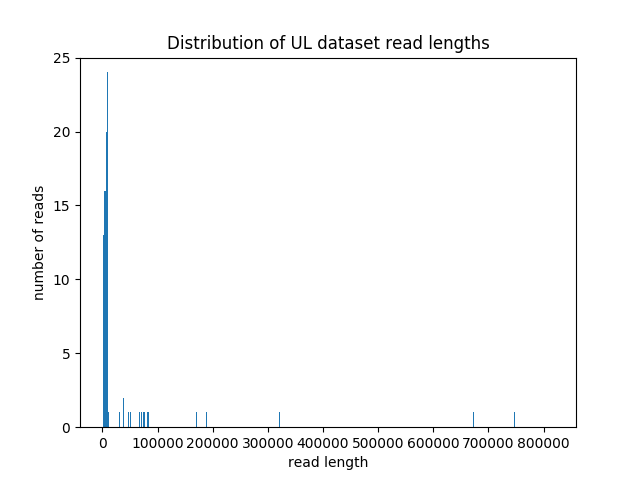 Distribution of UL dataset read lengths
number of reads
25
20
15
10
5
0
0 100000 200000 300000 400000 500000 600000 700000 800000
read length